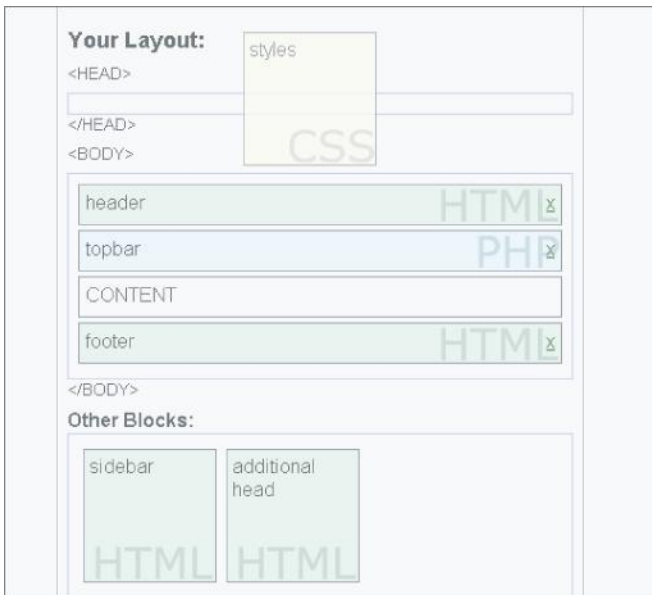 Your Layout:
styles
<HEAD>
</HEAD>
CSS
<BODY>
header HTML x
topbar PHP x
CONTENT
footer HTML x
</BODY>
Other Blocks:
sidebar
additional
head
HTML
HTML